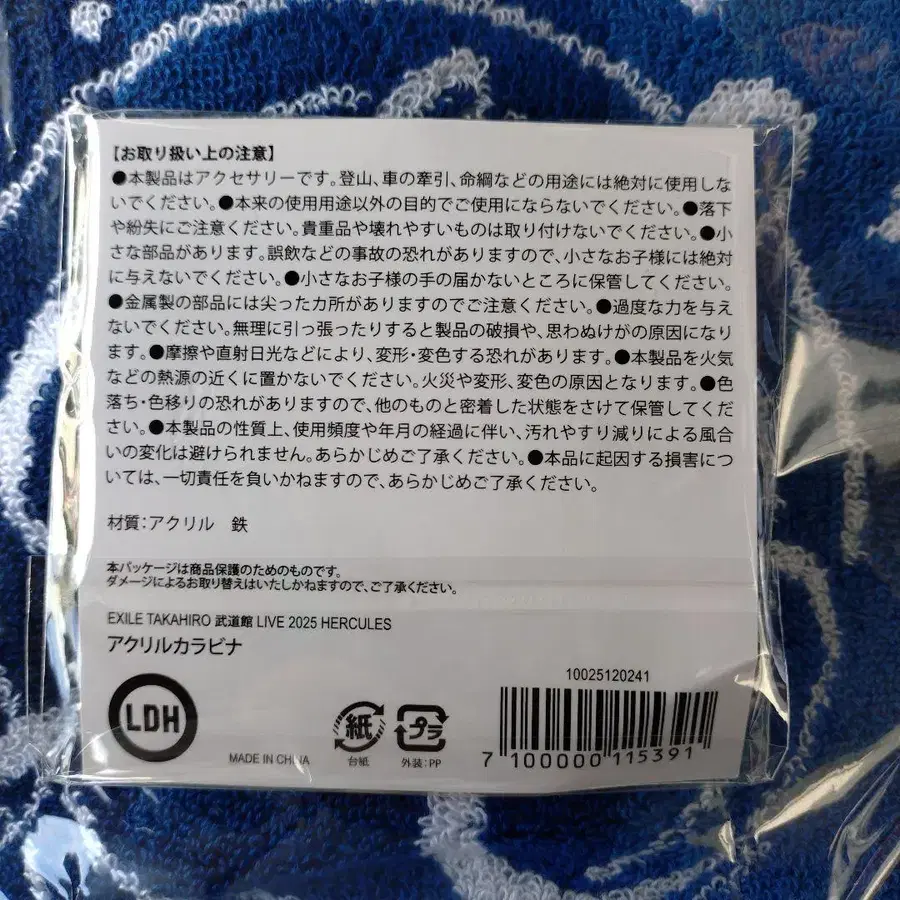 【お取り扱い上の注意】
●本製品はアクセサリーです。登山、車の牽引、命綱などの用途には絶対に使用しな
いでください。●本来の使用用途以外の目的でご使用にならないでください。●落下
や紛失にご注意ください。貴重品や壊れやすいものは取り付けないでください。●小
さな部品があります。誤飲などの事故の恐れがありますので、小さなお子様には絶対
に与えないでください。●小さなお子様の手の届かないところに保管してください。
●金属製の部品には尖ったカ所がありますのでご注意ください。●過度な力を与え
ないでください。無理に引っ張ったりすると製品の破損や、思わぬけがの原因になり
ます。●摩擦や直射日光などにより、変形・変色する恐れがあります。●本製品を火気
などの熱源の近くに置かないでください。火災や変形、変色の原因となります。●色
落ち・色移りの恐れがありますので、他のものと密着した状態をさけて保管してくだ
さい。●本製品の性質上、使用頻度や年月の経過に伴い、汚れやすり減りによる風合
いの変化は避けられません。あらかじめご了承ください。●本品に起因する損害につ
いては、一切責任を負いかねますので、あらかじめご了承ください。
材質：アクリル 鉄
本パッケージは商品保護のためのものです。
ダメージによるお取り替えはいたしかねますので、ご了承ください。
EXILE TAKAHIRO 武道館 LIVE 2025 HERCULES
アクリルカラビナ
LDH
MADE IN CHINA
紙
台紙
プラ
外装：PP
10025120241
7 100000 115391